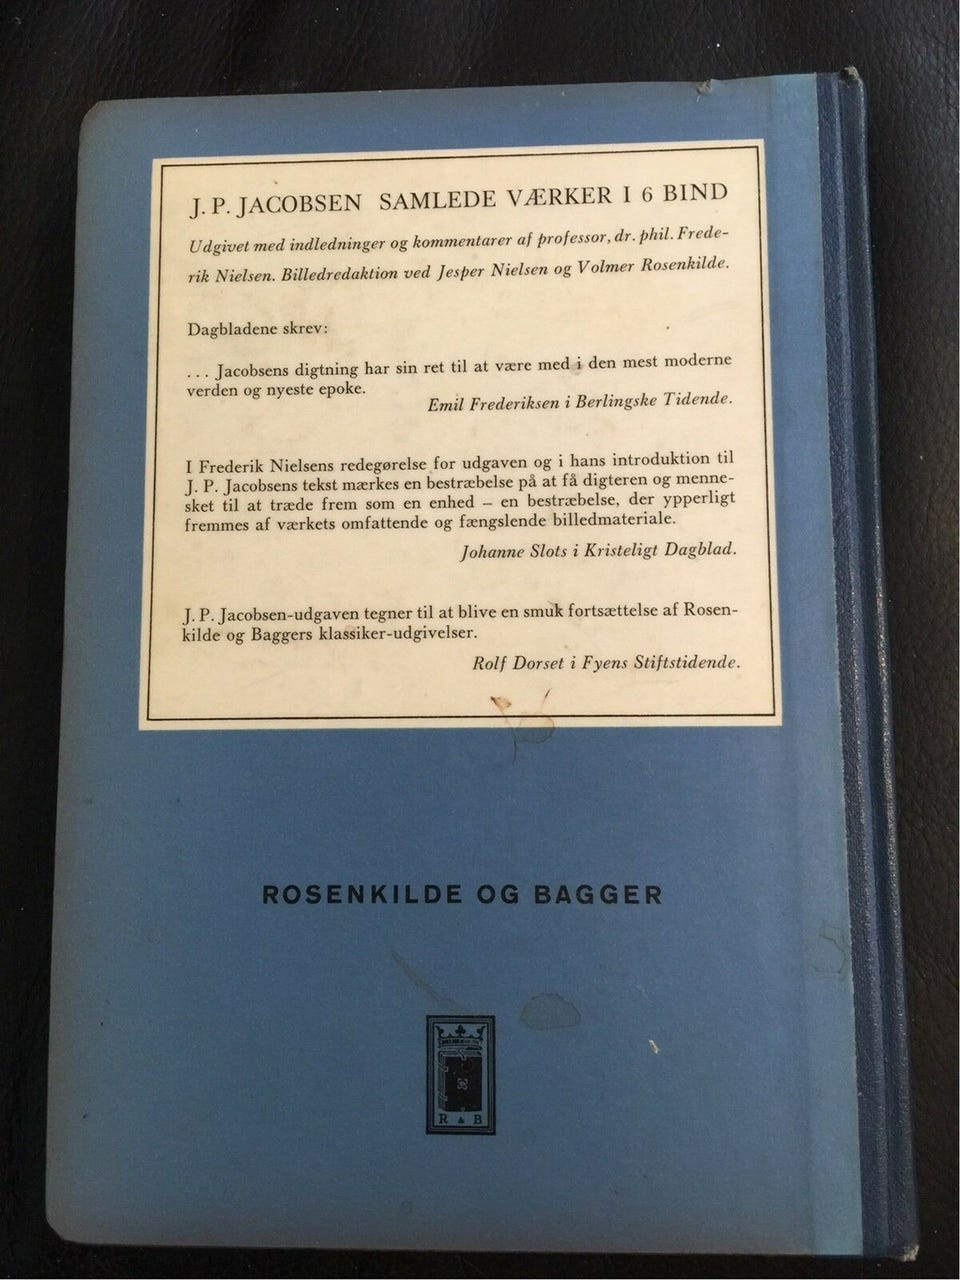 J. P. JACOBSEN SAMLEDE VÆRKER I 6 BIND
Udgivet med indledninger og kommentarer af professor, dr. phil. Frede-
rik Nielsen. Billedredaktion ved Jesper Nielsen og Volmer Rosenkilde.
Dagbladene skrev:
... Jacobsens digtning har sin ret til at være med i den mest moderne
verden og nyeste epoke.
Emil Frederiksen i Berlingske Tidende.
I Frederik Nielsens redegørelse for udgaven og i hans introduktion til
J. P. Jacobsens tekst mærkes en bestræbelse på at få digteren og menne-
sket til at træde frem som en enhed – en bestræbelse, der ypperligt
fremmes af værkets omfattende og fængslende billedmateriale.
Johanne Slots i Kristeligt Dagblad.
J. P. Jacobsen-udgaven tegner til at blive en smuk fortsættelse af Rosen-
kilde og Baggers klassiker-udgivelser.
Rolf Dorset i Fyens Stiftstidende.
ROSENKILDE OG BAGGER
R & B